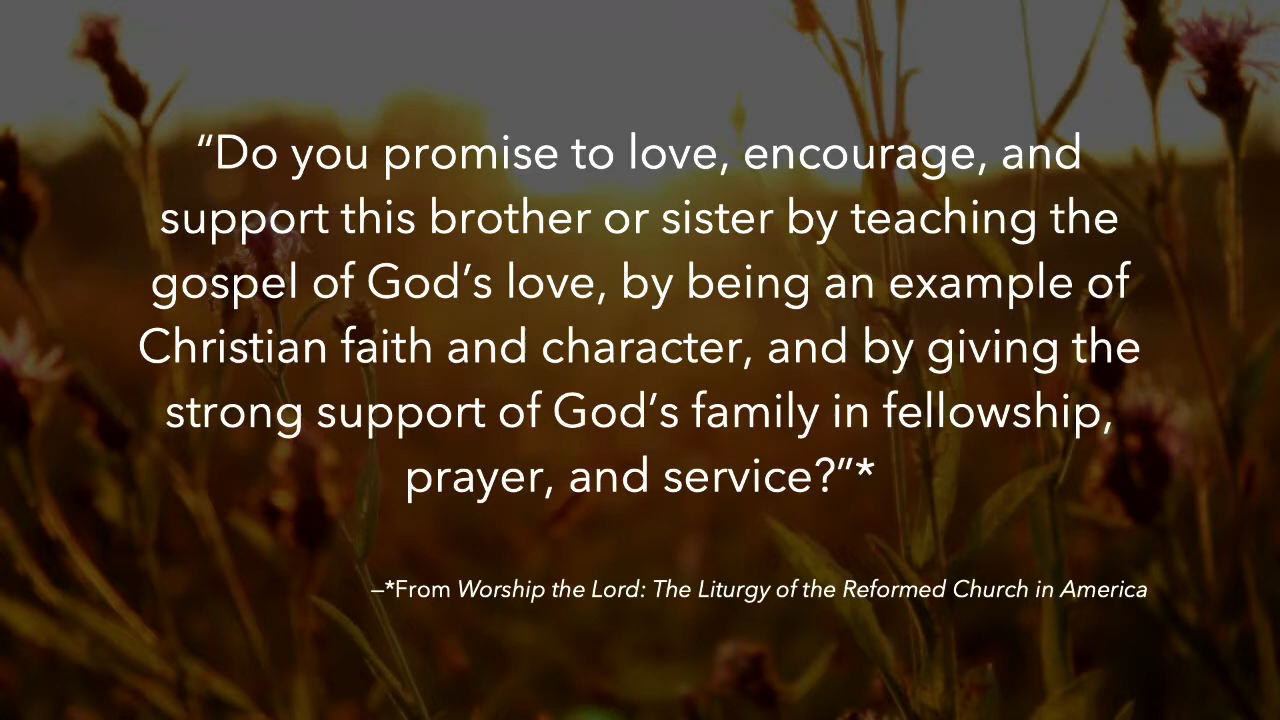 “Do you promise to love, encourage, and
support this brother or sister by teaching the
gospel of God’s love, by being an example of
Christian faith and character, and by giving the
strong support of God’s family in fellowship,
prayer, and service?”*
–*From Worship the Lord: The Liturgy of the Reformed Church in America